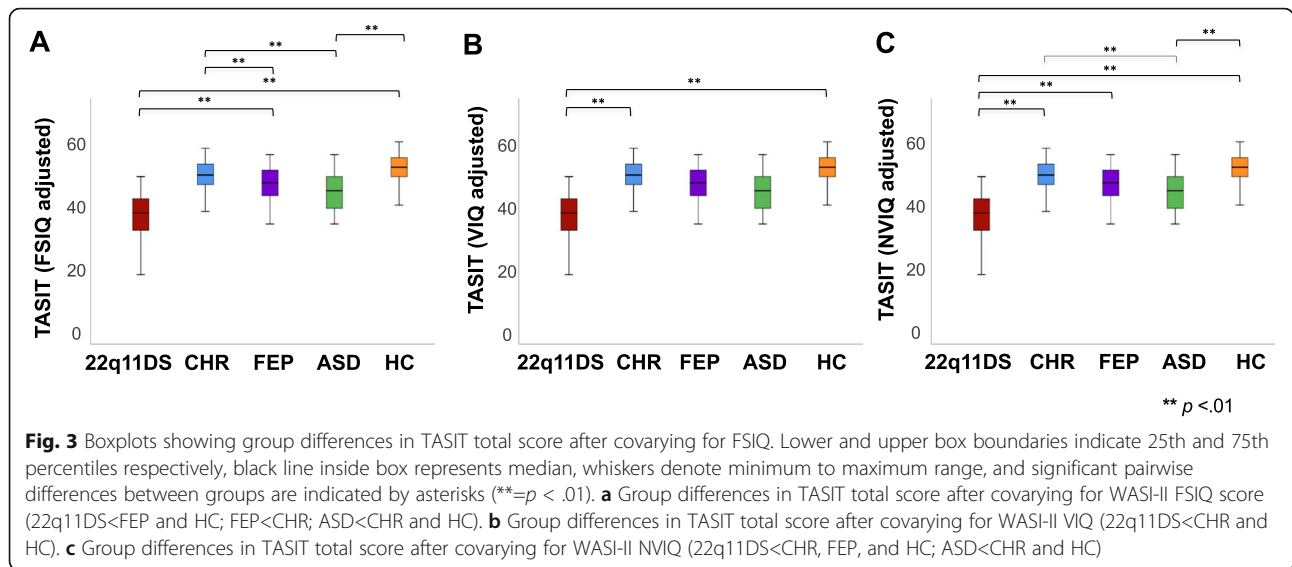 A
B
C
**
**
**
**
**
**
**
**
**
**
**
**
TASIT (FSIQ adjusted)
60
40
20
0
22q11DS CHR FEP ASD HC
TASIT (VIQ adjusted)
60
40
20
0
22q11DS CHR FEP ASD HC
TASIT (NVIQ adjusted)
60
40
20
0
22q11DS CHR FEP ASD HC
** p <.01
Fig. 3 Boxplots showing group differences in TASIT total score after covarying for FSIQ. Lower and upper box boundaries indicate 25th and 75th
percentiles respectively, black line inside box represents median, whiskers denote minimum to maximum range, and significant pairwise
differences between groups are indicated by asterisks (**=p < .01). a Group differences in TASIT total score after covarying for WASI-II FSIQ score
(22q11DS<FEP and HC; FEP<CHR; ASD<CHR and HC). b Group differences in TASIT total score after covarying for WASI-II VIQ (22q11DS<CHR and
HC). c Group differences in TASIT total score after covarying for WASI-II NVIQ (22q11DS<CHR, FEP, and HC; ASD<CHR and HC)